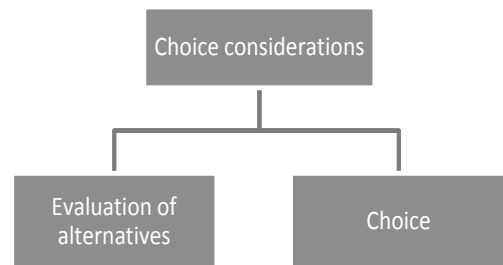 Choice considerations
Evaluation of
alternatives
Choice